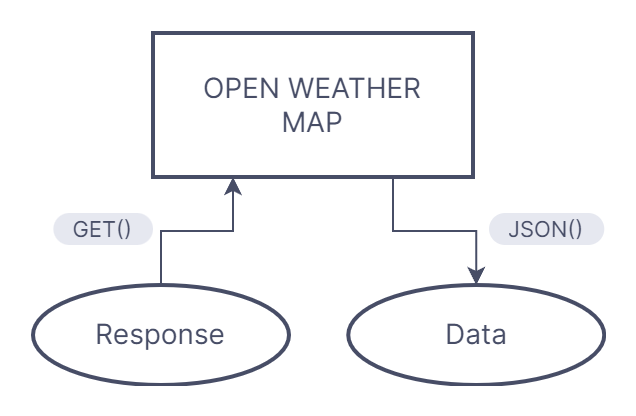 OPEN WEATHER
MAP
GET()
JSON()
Response
Data